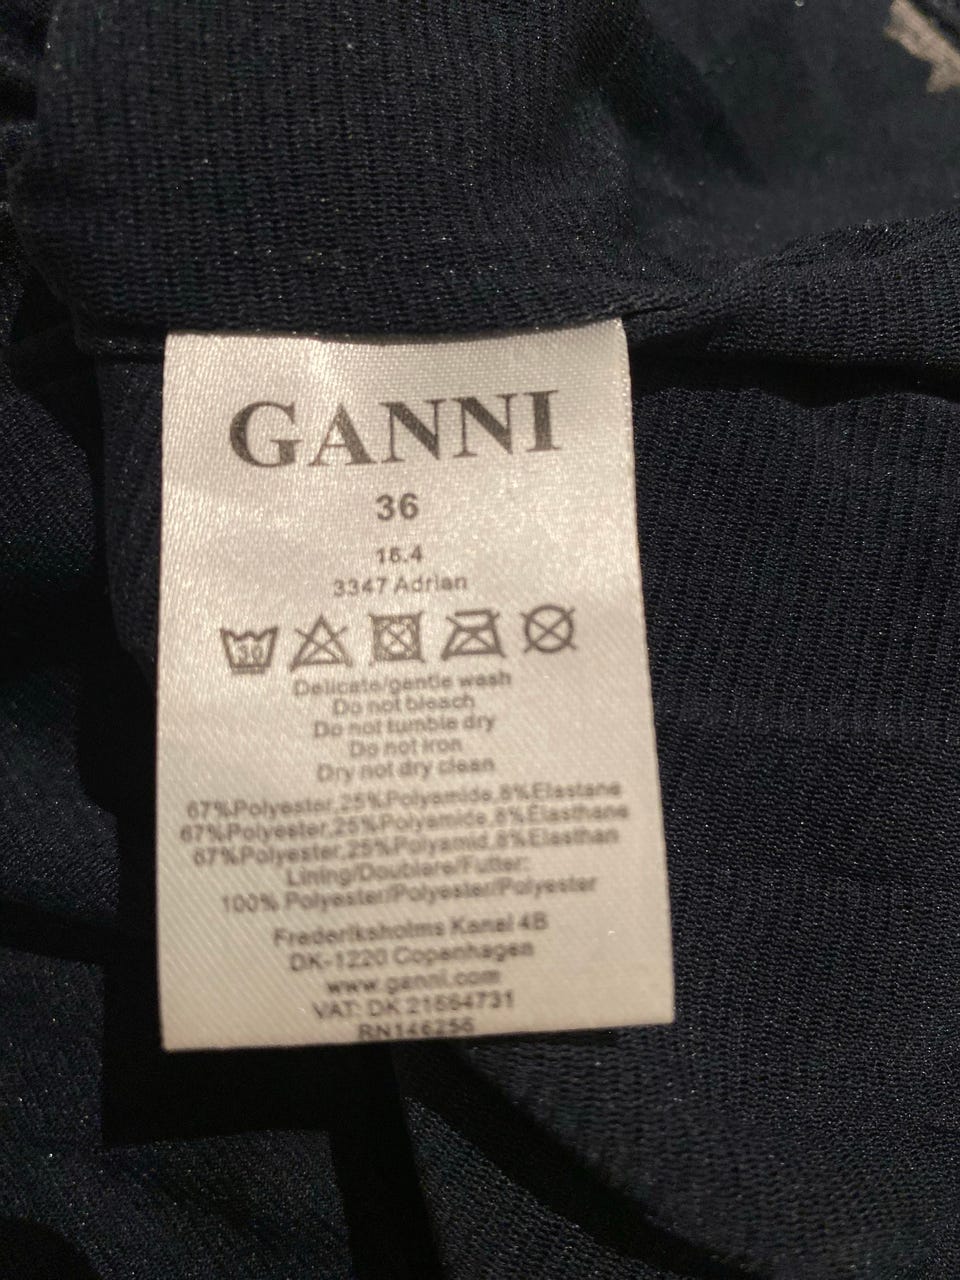 GANNI
36
16.4
3347 Adrian
30
Delicate/gentle wash
Do not bleach
Do not tumble dry
Do not iron
Dry not dry clean
67%Polyester,25%Polyamide,8%Elastane
67%Polyester,25%Polyamide,8%Elasthane
67%Polyester,25%Polyamid,8%Elasthan
Lining/Doublere/Futter:
100% Polyester/Polyester/Polyester
Frederiksholms Kanal 4B
DK-1220 Copenhagen
www.ganni.com
VAT: DK 21664731
RN146256